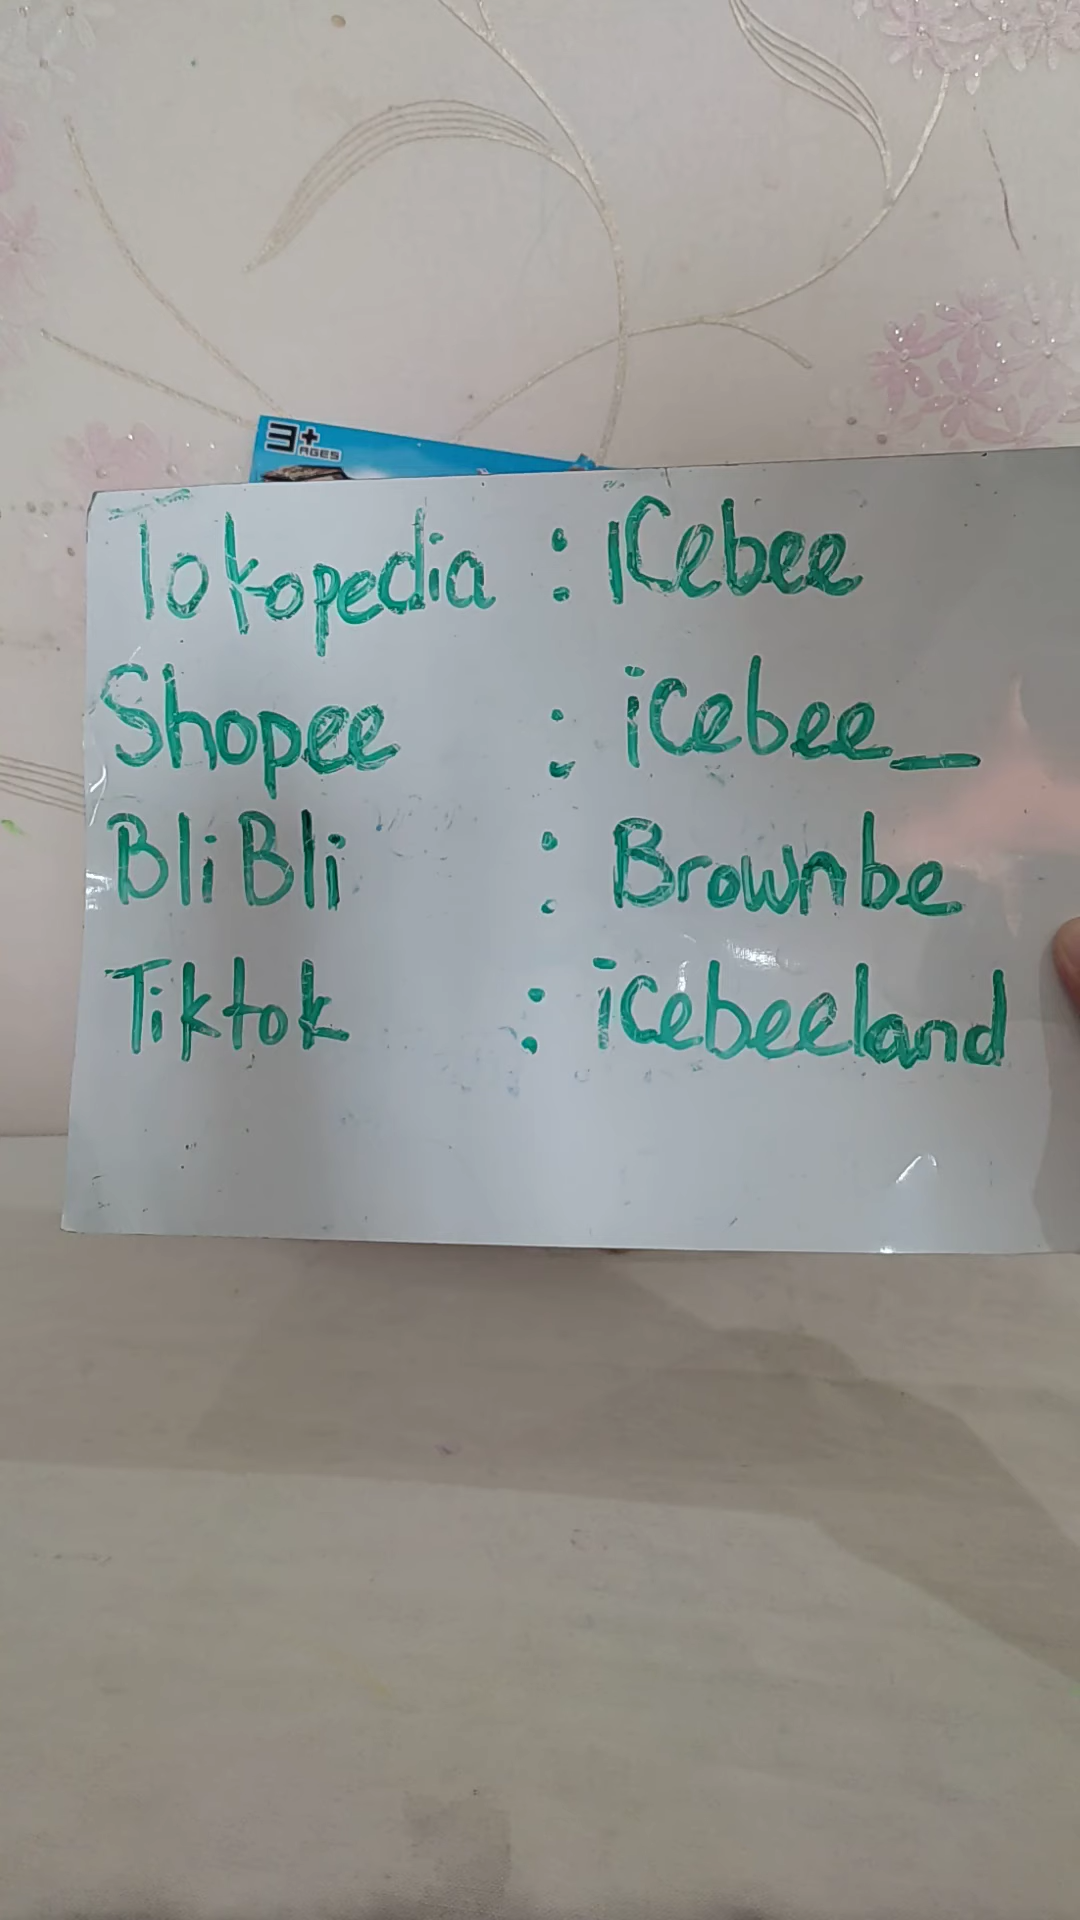 3+
AGES
Tokopedia : icebee
Shopee : icebee_
BliBli : Brownbe
Tiktok : icebeeland